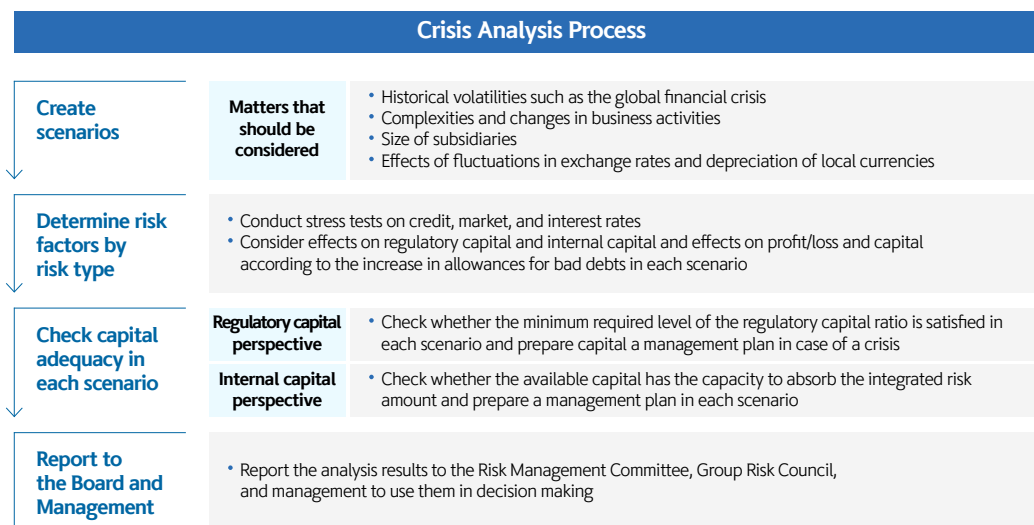 Crisis Analysis Process
Create
scenarios
Matters that
should be
considered
• Historical volatilities such as the global financial crisis
• Complexities and changes in business activities
• Size of subsidiaries
• Effects of fluctuations in exchange rates and depreciation of local currencies
Determine risk
factors by
risk type
• Conduct stress tests on credit, market, and interest rates
• Consider effects on regulatory capital and internal capital and effects on profit/loss and capital
according to the increase in allowances for bad debts in each scenario
Check capital
adequacy in
each scenario
Regulatory capital
perspective
• Check whether the minimum required level of the regulatory capital ratio is satisfied in
each scenario and prepare capital a management plan in case of a crisis
Internal capital
perspective
• Check whether the available capital has the capacity to absorb the integrated risk
amount and prepare a management plan in each scenario
Report to
the Board and
Management
• Report the analysis results to the Risk Management Committee, Group Risk Council,
and management to use them in decision making